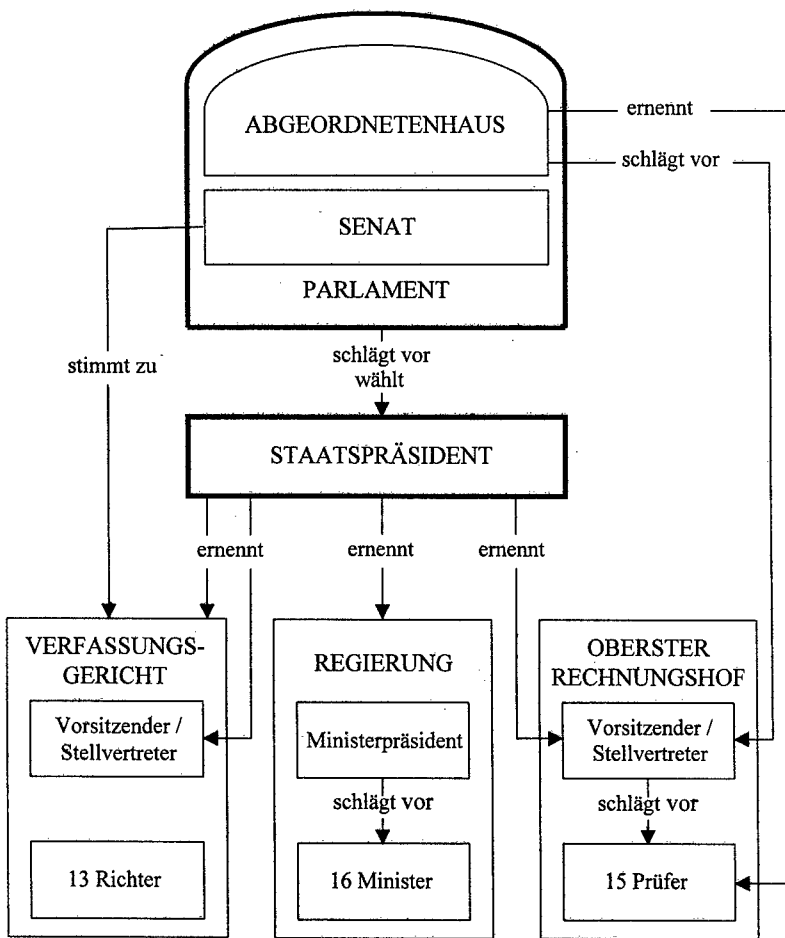 ABGEORDNETENHAUS
ernennt
schlägt vor
SENAT
PARLAMENT
stimmt zu
schlägt vor
wählt
STAATSPRÄSIDENT
ernennt
ernennt
ernennt
VERFASSUNGS-
GERICHT
Vorsitzender /
Stellvertreter
13 Richter
REGIERUNG
Ministerpräsident
schlägt vor
16 Minister
OBERSTER
RECHNUNGSHOF
Vorsitzender /
Stellvertreter
schlägt vor
15 Prüfer